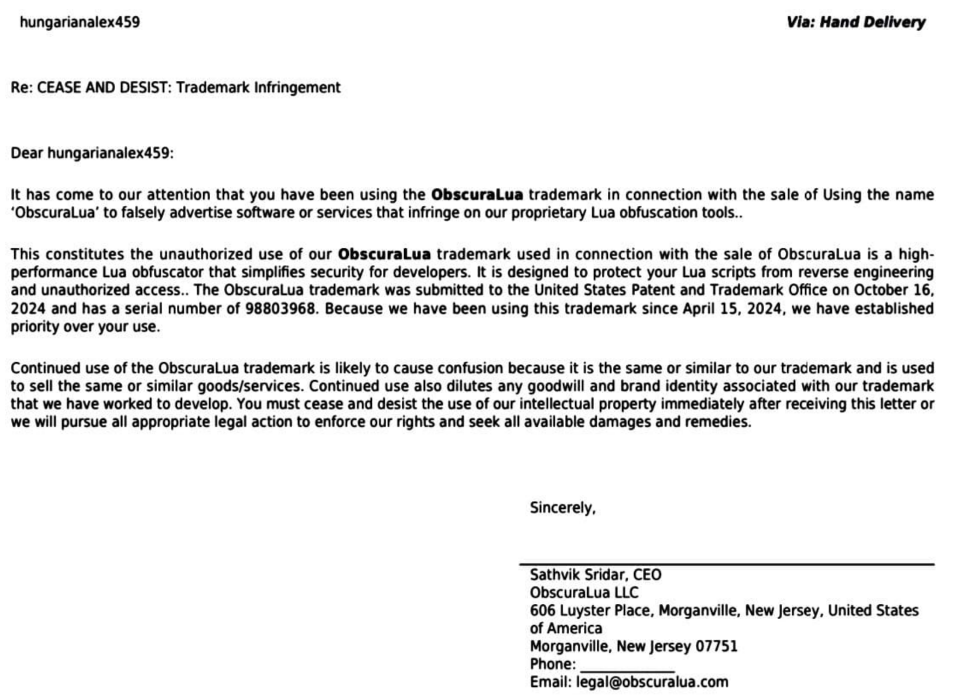 hungarianalex459
Via: Hand Delivery
Re: CEASE AND DESIST: Trademark Infringement
Dear hungarianalex459:
It has come to our attention that you have been using the ObscuraLua trademark in connection with the sale of Using the name
‘ObscuraLua’ to falsely advertise software or services that infringe on our proprietary Lua obfuscation tools..
This constitutes the unauthorized use of our ObscuraLua trademark used in connection with the sale of ObscuraLua is a high-
performance Lua obfuscator that simplifies security for developers. It is designed to protect your Lua scripts from reverse engineering
and unauthorized access.. The ObscuraLua trademark was submitted to the United States Patent and Trademark Office on October 16,
2024 and has a serial number of 98803968. Because we have been using this trademark since April 15, 2024, we have established
priority over your use.
Continued use of the ObscuraLua trademark is likely to cause confusion because it is the same or similar to our trademark and is used
to sell the same or similar goods/services. Continued use also dilutes any goodwill and brand identity associated with our trademark
that we have worked to develop. You must cease and desist the use of our intellectual property immediately after receiving this letter or
we will pursue all appropriate legal action to enforce our rights and seek all available damages and remedies.
Sincerely,
Sathvik Sridar, CEO
ObscuraLua LLC
606 Luyster Place, Morganville, New Jersey, United States
of America
Morganville, New Jersey 07751
Phone: ___________
Email: legal@obscuralua.com